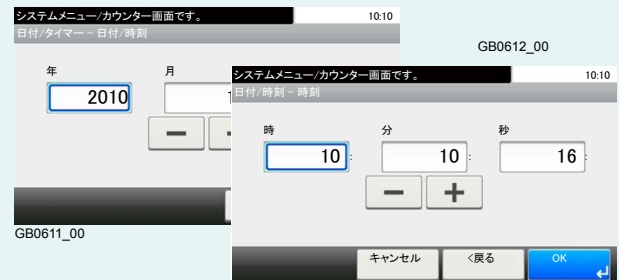 システムメニュー/カウンター画面です。 10:10
日付/タイマー - 日付/時刻
年 月
2010 1
GB0611_00
GB0612_00
システムメニュー/カウンター画面です。 10:10
日付/時刻 - 時刻
時 分 秒
10 : 10 : 16 :
キャンセル <戻る OK